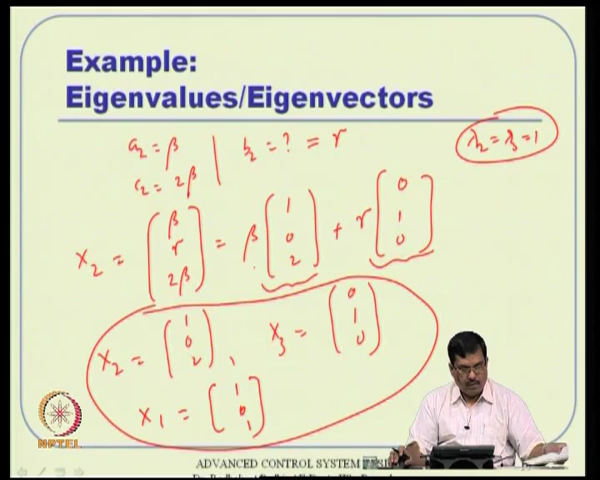 Example:
Eigenvalues/Eigenvectors
a₂ = β | b₂ = ? = r
c₂ = 2β
λ₂ = λ₃ = 1
X₂ = (β r 2β) = β (1 0 2) + r (0 1 0)
X₂ = (1 0 2), X₃ = (0 1 0)
X₁ = [1 0 1]
NPTEL
ADVANCED CONTROL SYSTEM